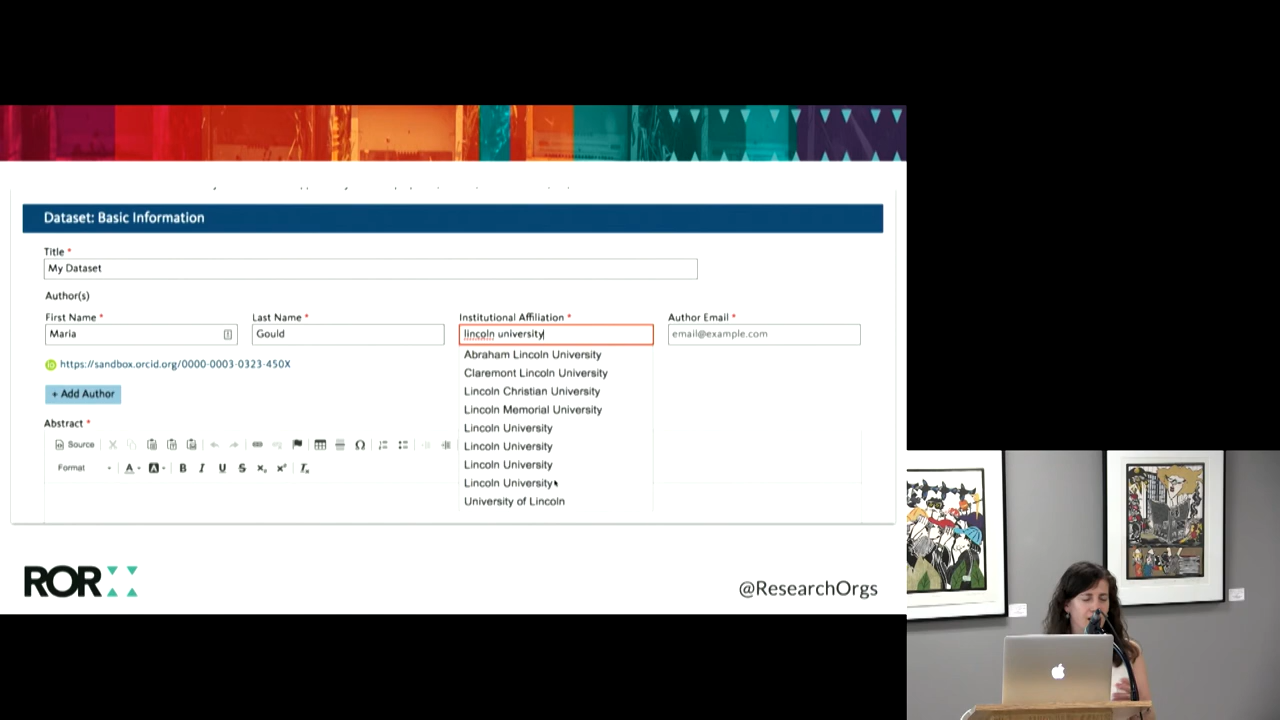 Dataset: Basic Information
Title *
My Dataset
Author(s)
First Name * Last Name * Institutional Affiliation * Author Email *
Maria Gould lincoln university email@example.com
https://sandbox.orcid.org/0000-0003-0323-450X
Abraham Lincoln University
Claremont Lincoln University
Lincoln Christian University
Lincoln Memorial University
Lincoln University
Lincoln University
Lincoln University
Lincoln University
University of Lincoln
+ Add Author
Abstract *
Source
Format
ROR
@ResearchOrgs